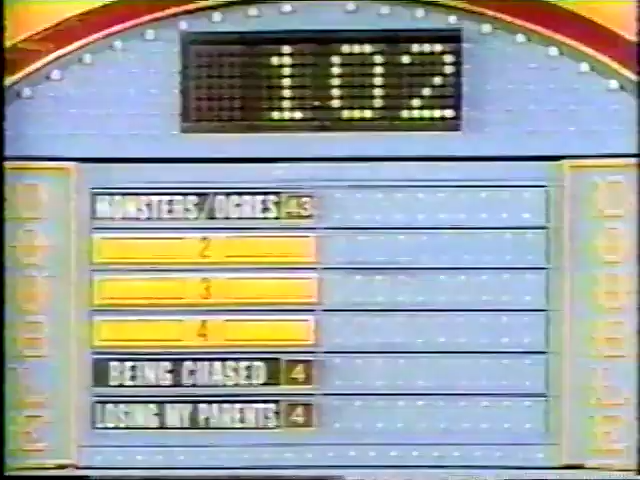 102
MONSTERS/OGRES 43
2
3
4
BEING CHASED 4
LOSING MY PARENTS 4